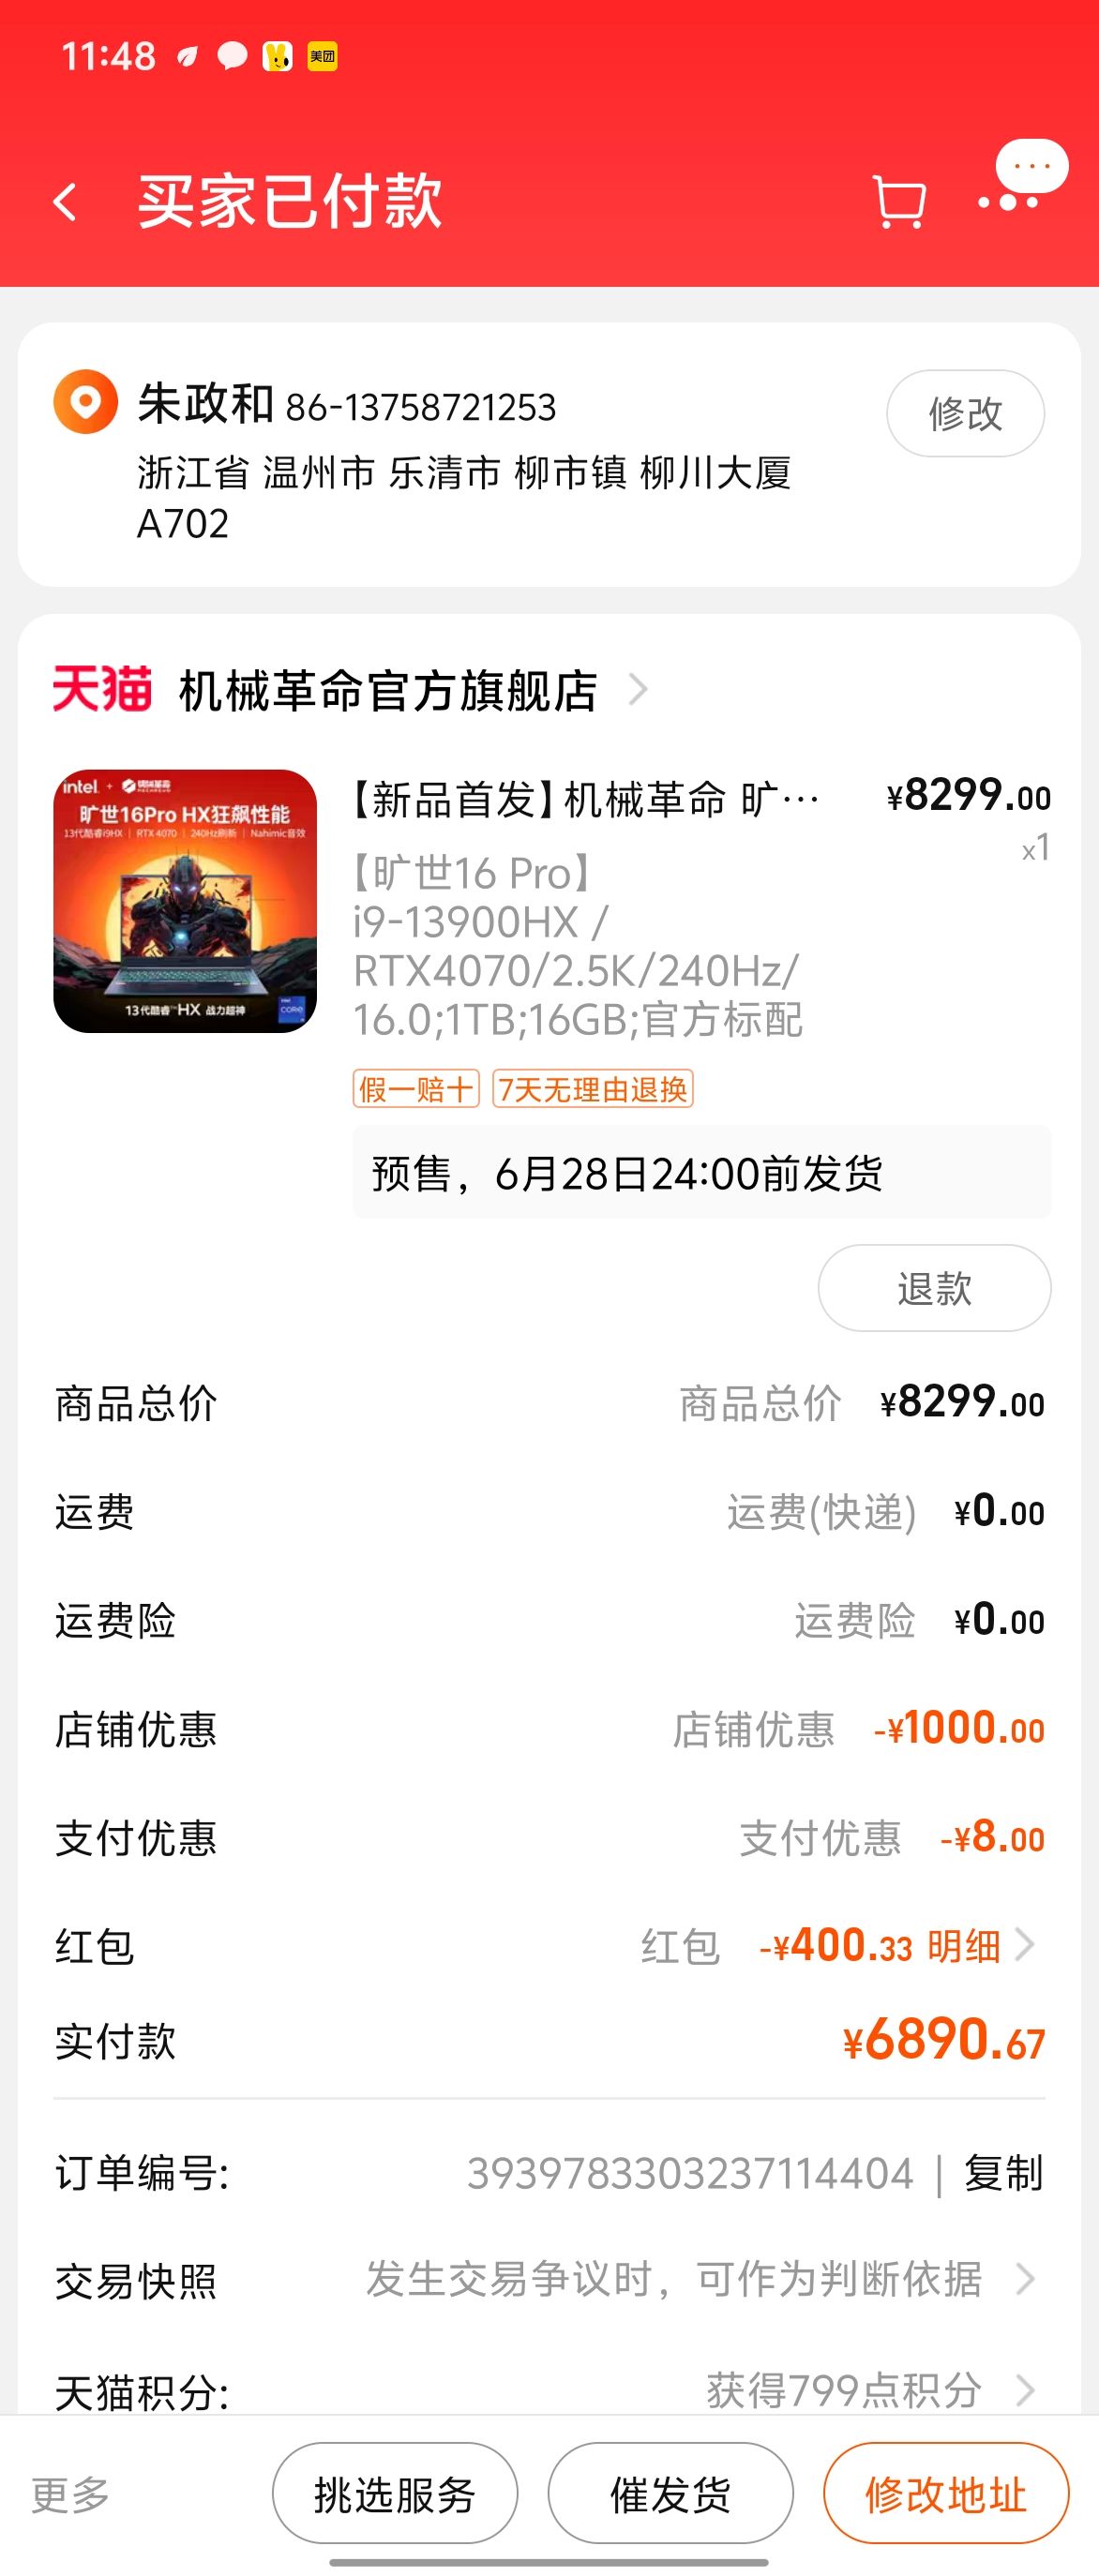 11:48 美团
买家已付款
朱政和 86-13758721253
修改
浙江省 温州市 乐清市 柳市镇 柳川大厦
A702
天猫 机械革命官方旗舰店
intel + 机械革命
旷世16Pro HX狂飙性能
13代酷睿i9HX | RTX 4070 | 240Hz刷新 | Nahimic音效
13代酷睿™HX 战力超神
intel
CORE
【新品首发】机械革命 旷… ¥8299.00
x1
【旷世16 Pro】
i9-13900HX /
RTX4070/2.5K/240Hz/
16.0;1TB;16GB;官方标配
假一赔十 7天无理由退换
预售，6月28日24:00前发货
退款
商品总价 商品总价 ¥8299.00
运费 运费(快递) ¥0.00
运费险 运费险 ¥0.00
店铺优惠 店铺优惠 -¥1000.00
支付优惠 支付优惠 -¥8.00
红包 红包 -¥400.33 明细
实付款 ¥6890.67
订单编号: 3939783303237114404 | 复制
交易快照 发生交易争议时，可作为判断依据
天猫积分: 获得799点积分
更多 挑选服务 催发货 修改地址